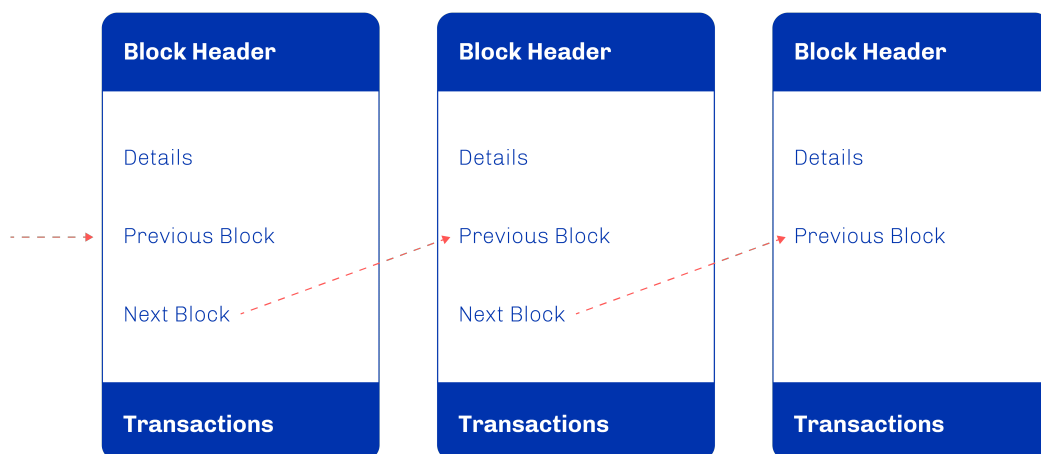 Block Header
Details
Previous Block
Next Block
Transactions
Block Header
Details
Previous Block
Next Block
Transactions
Block Header
Details
Previous Block
Transactions